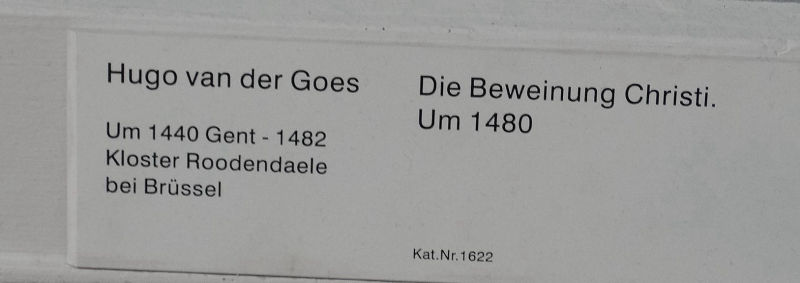 Hugo van der Goes
Um 1440 Gent - 1482
Kloster Roodendaele
bei Brüssel
Die Beweinung Christi.
Um 1480
Kat.Nr.1622